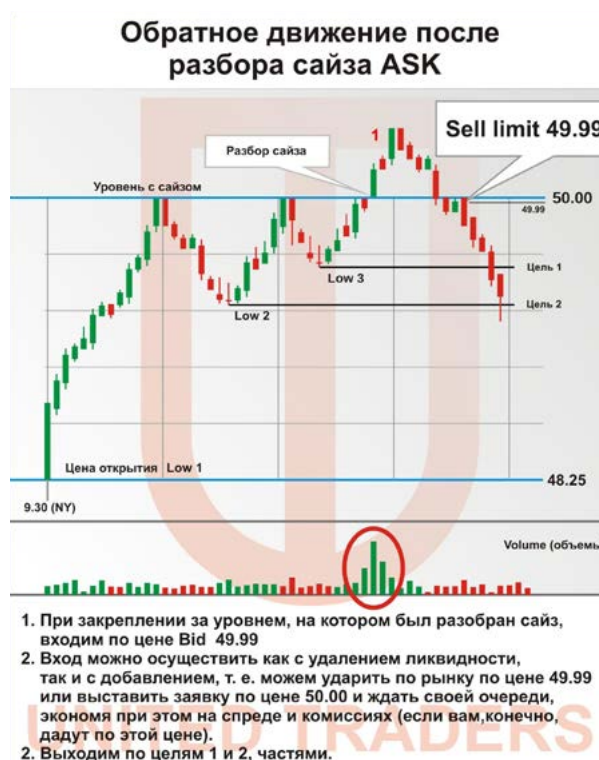 Обратное движение после
разбора сайза ASK
1
Sell limit 49.99
Разбор сайза
Уровень с сайзом
50.00
49.99
Цель 1
Low 3
Цель 2
Low 2
Цена открытия Low 1
48.25
9.30 (NY)
Volume (объемы
1. При закреплении за уровнем, на котором был разобран сайз,
входим по цене Bid 49.99
2. Вход можно осуществить как с удалением ликвидности,
так и с добавлением, т. е. можем ударить по рынку по цене 49.99
или выставить заявку по цене 50.00 и ждать своей очереди,
экономя при этом на спреде и комиссиях (если вам,конечно,
дадут по этой цене).
2. Выходим по целям 1 и 2, частями.
UNITED TRADERS